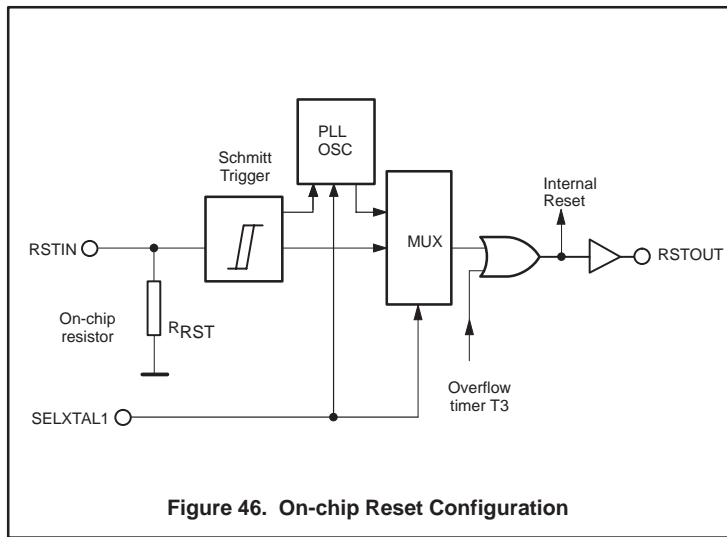 PLL
OSC
Schmitt
Trigger
Internal
Reset
MUX
RSTIN
RSTOUT
On-chip
resistor
RRST
Overflow
timer T3
SELXTAL1
Figure 46. On-chip Reset Configuration